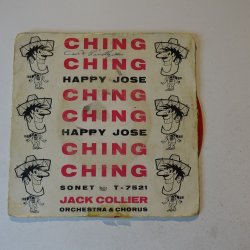 CHING
CHING
HAPPY JOSE
CHING
CHING
HAPPY JOSE
CHING
CHING
SONET T-7521
JACK COLLIER
ORCHESTRA & CHORUS